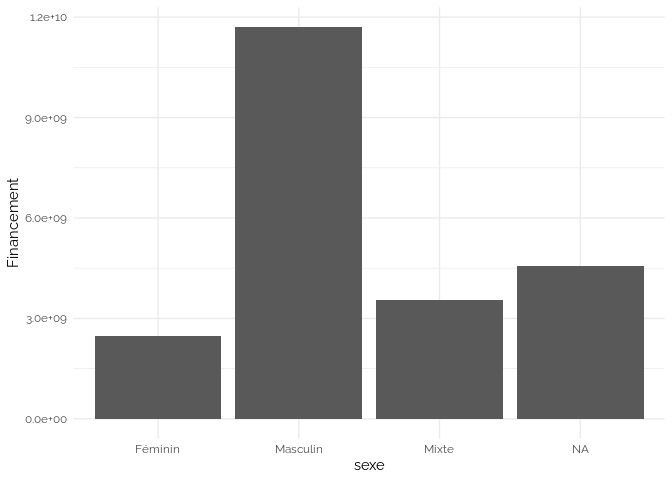 1.2e+10
9.0e+09
6.0e+09
3.0e+09
0.0e+00
Financement
Féminin
Masculin
Mixte
NA
sexe